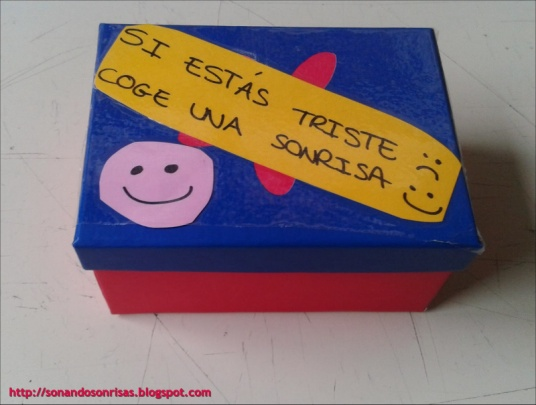 SI ESTÁS TRISTE :(
COGE UNA SONRISA :)
http://sonandosonrisas.blogspot.com